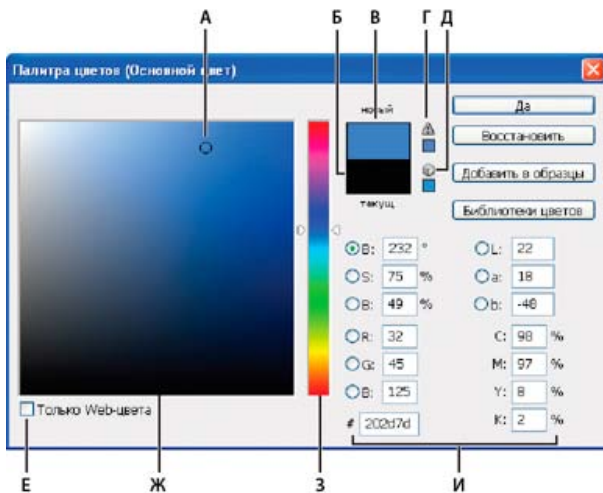 А Б В Г Д
Палитра цветов (Основной цвет)
новый
текущ.
Да
Восстановить
Добавить в образцы
Библиотеки цветов
B: 232 °
S: 75 %
B: 49 %
R: 32
G: 45
B: 125
# 202d7d
L: 22
a: 18
b: -48
C: 98 %
M: 97 %
Y: 8 %
K: 2 %
Только Web-цвета
Е Ж З И